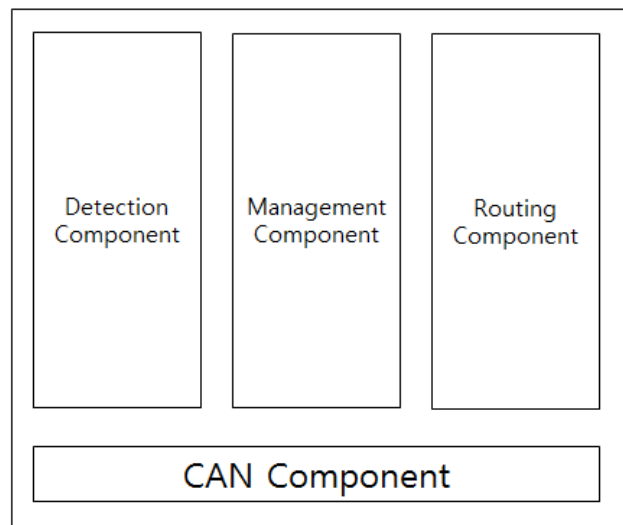 Detection
Component
Management
Component
Routing
Component
CAN Component